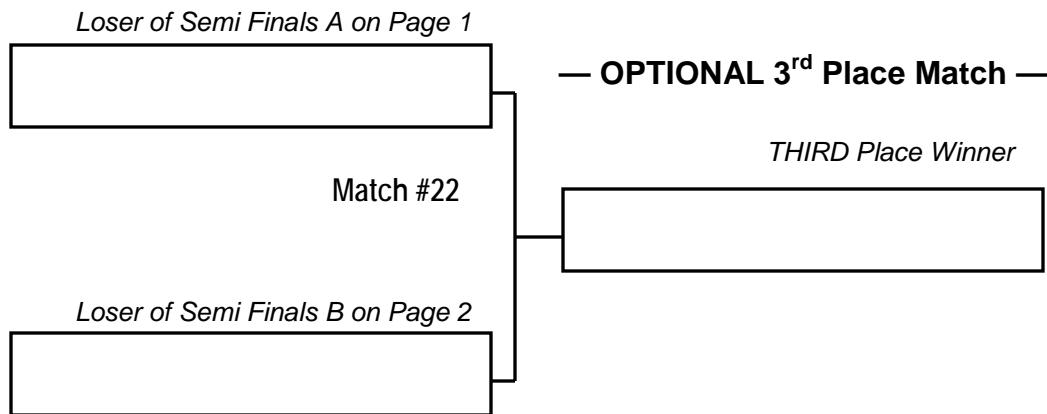 Loser of Semi Finals A on Page 1
— OPTIONAL 3rd Place Match —
THIRD Place Winner
Match #22
Loser of Semi Finals B on Page 2